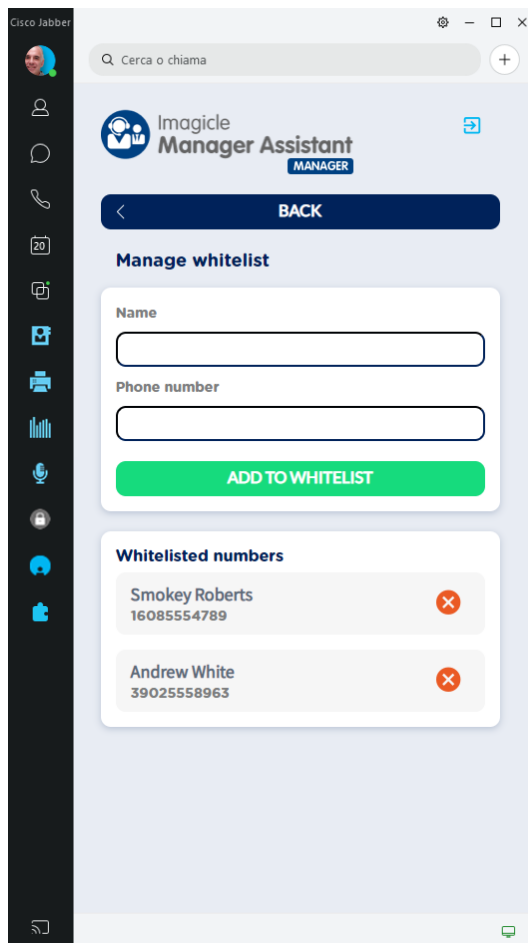 Cisco Jabber
Cerca o chiama
20
Imagicle
Manager Assistant
MANAGER
BACK
Manage whitelist
Name
Phone number
ADD TO WHITELIST
Whitelisted numbers
Smokey Roberts
16085554789
Andrew White
39025558963